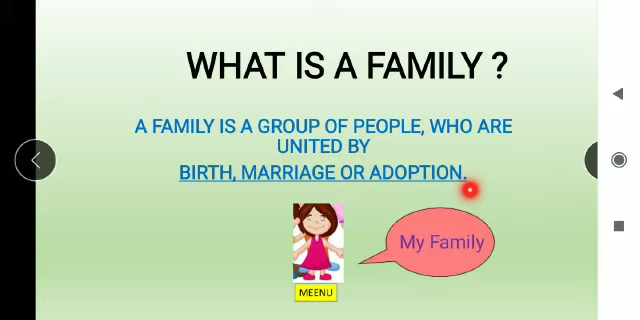 WHAT IS A FAMILY ?
A FAMILY IS A GROUP OF PEOPLE, WHO ARE
UNITED BY
BIRTH, MARRIAGE OR ADOPTION.
My Family
MEENU